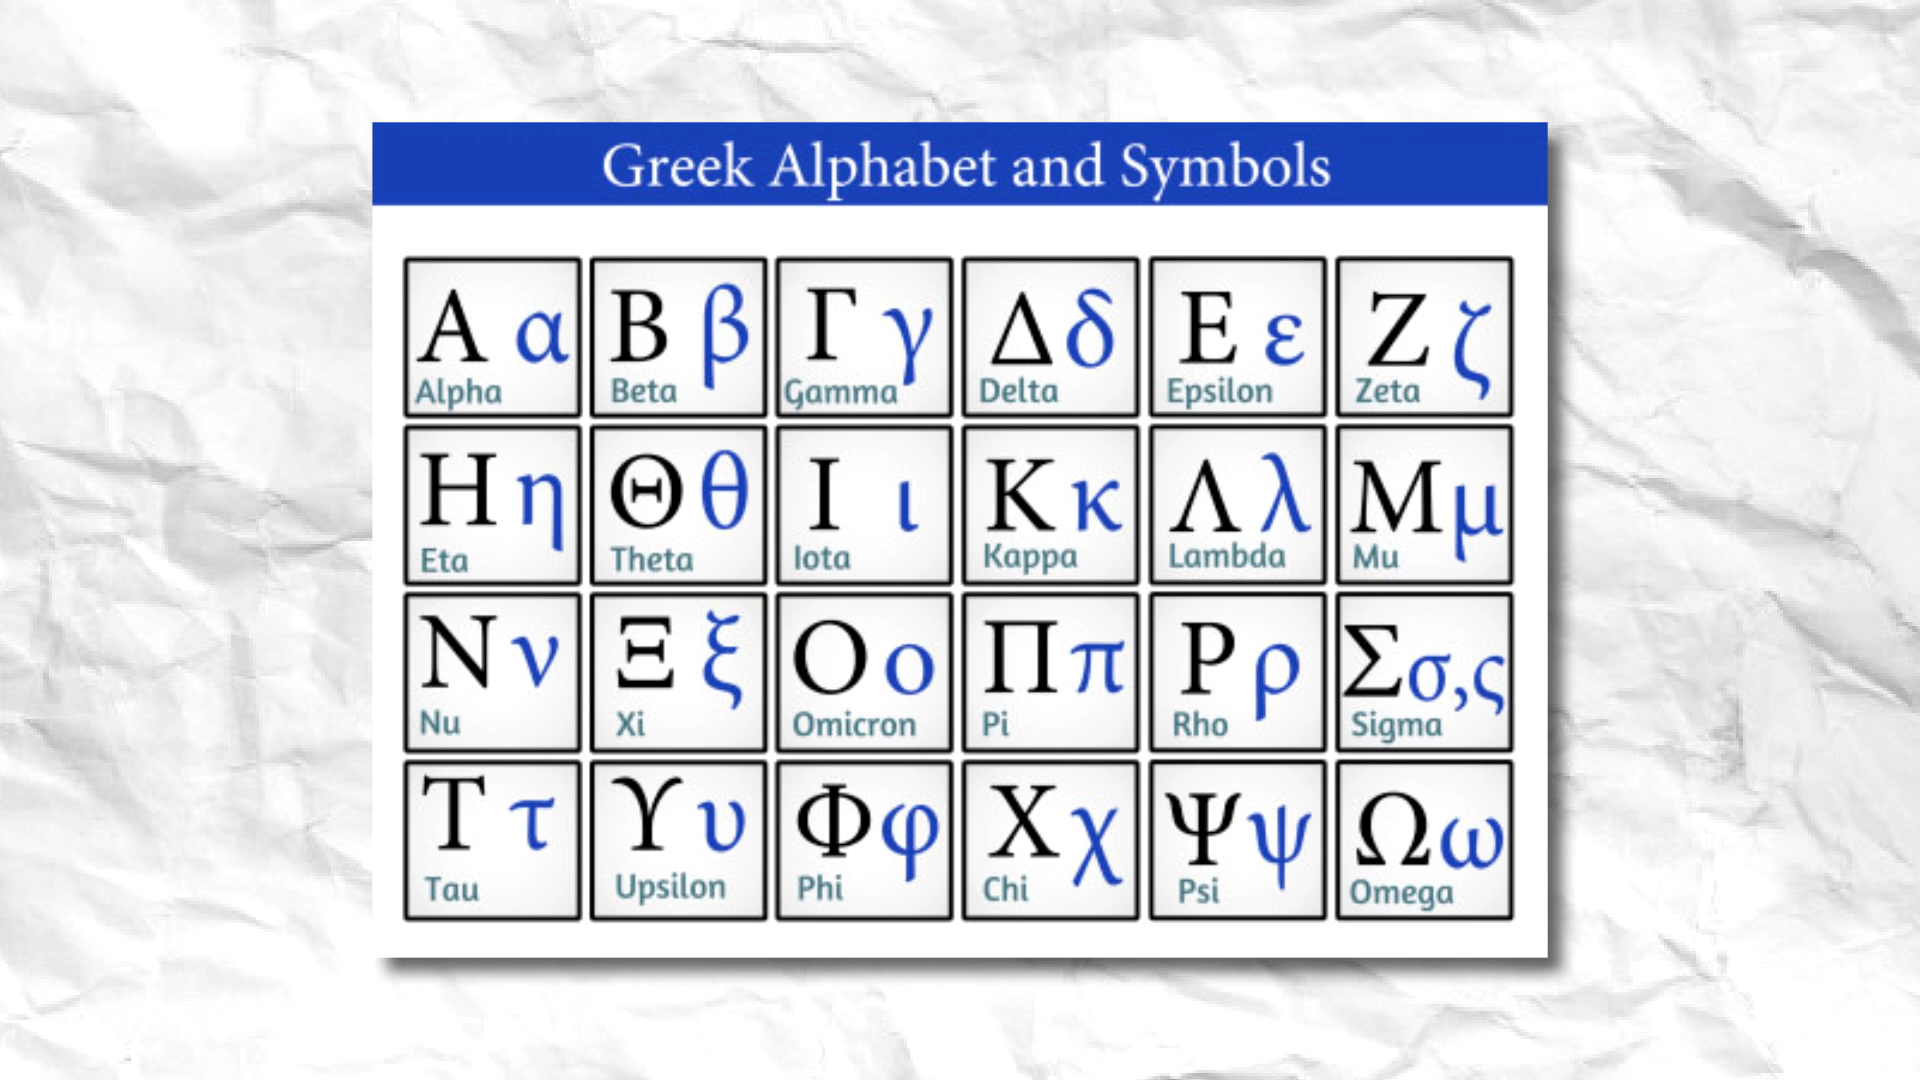 Greek Alphabet and Symbols
Α α Β β Γ γ Δ δ Ε ε Ζ ζ
Alpha Beta Gamma Delta Epsilon Zeta
Η η Θ θ Ι ι Κ κ Λ λ Μ μ
Eta Theta Iota Kappa Lambda Mu
Ν ν Ξ ξ Ο ο Π π Ρ ρ Σ σ,ς
Nu Xi Omicron Pi Rho Sigma
Τ τ ϒ υ Φ φ Χ χ Ψ ψ Ω ω
Tau Upsilon Phi Chi Psi Omega